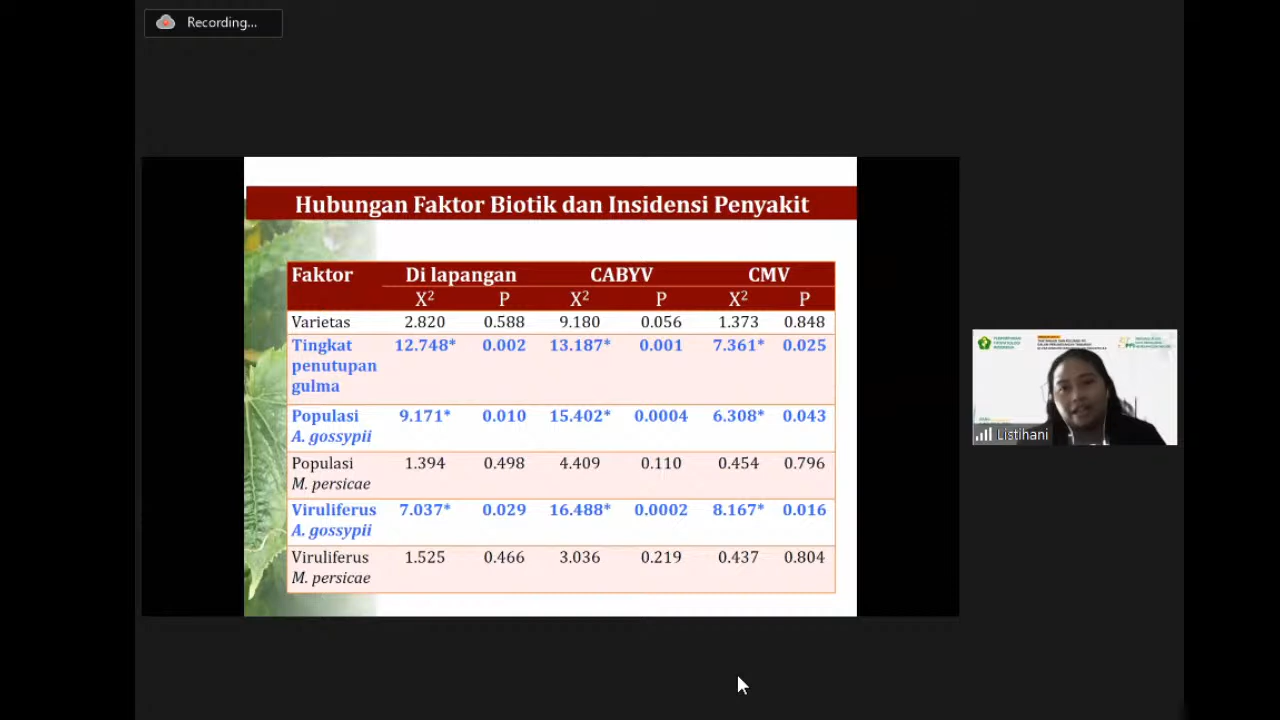 Recording...
Hubungan Faktor Biotik dan Insidensi Penyakit
Faktor Di lapangan CABYV CMV
X² P X² P X² P
Varietas 2.820 0.588 9.180 0.056 1.373 0.848
Tingkat 12.748* 0.002 13.187* 0.001 7.361* 0.025
penutupan
gulma
Populasi 9.171* 0.010 15.402* 0.0004 6.308* 0.043
A. gossypii
Populasi 1.394 0.498 4.409 0.110 0.454 0.796
M. persicae
Viruliferus 7.037* 0.029 16.488* 0.0002 8.167* 0.016
A. gossypii
Viruliferus 1.525 0.466 3.036 0.219 0.437 0.804
M. persicae
Listihani